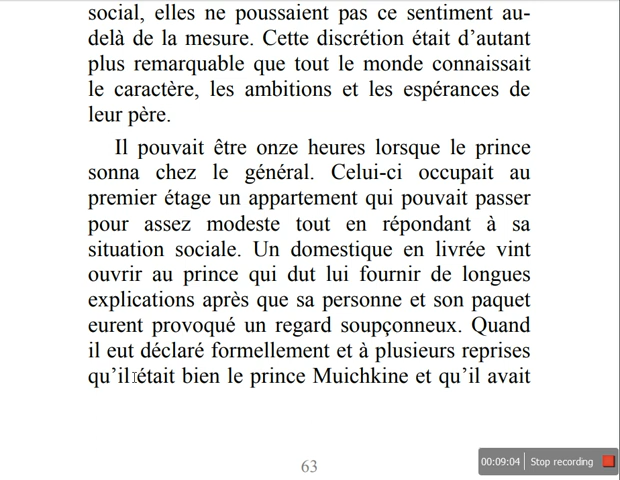 social, elles ne poussaient pas ce sentiment au-
delà de la mesure. Cette discrétion était d’autant
plus remarquable que tout le monde connaissait
le caractère, les ambitions et les espérances de
leur père.
Il pouvait être onze heures lorsque le prince
sonna chez le général. Celui-ci occupait au
premier étage un appartement qui pouvait passer
pour assez modeste tout en répondant à sa
situation sociale. Un domestique en livrée vint
ouvrir au prince qui dut lui fournir de longues
explications après que sa personne et son paquet
eurent provoqué un regard soupçonneux. Quand
il eut déclaré formellement et à plusieurs reprises
qu’il était bien le prince Muichkine et qu’il avait
63
00:09:04 Stop recording